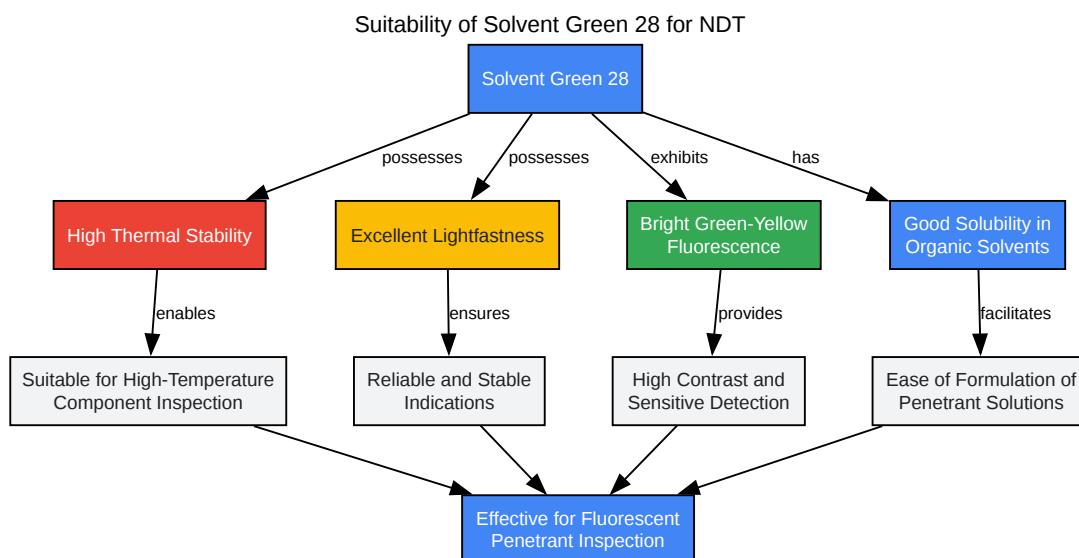 Suitability of Solvent Green 28 for NDT
Solvent Green 28
possesses
possesses
exhibits
has
High Thermal Stability
Excellent Lightfastness
Bright Green-Yellow
Fluorescence
Good Solubility in
Organic Solvents
enables
ensures
provides
facilitates
Suitable for High-Temperature
Component Inspection
Reliable and Stable
Indications
High Contrast and
Sensitive Detection
Ease of Formulation of
Penetrant Solutions
Effective for Fluorescent
Penetrant Inspection